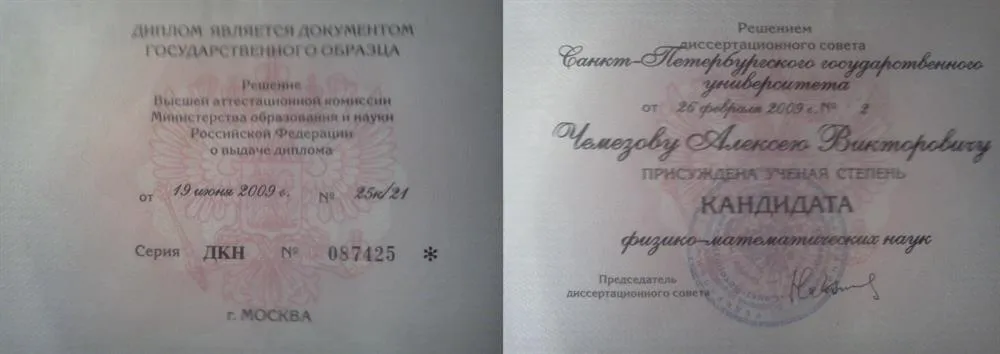 ДИПЛОМ ЯВЛЯЕТСЯ ДОКУМЕНТОМ
ГОСУДАРСТВЕННОГО ОБРАЗЦА
Решение
Высшей аттестационной комиссии
Министерства образования и науки
Российской Федерации
о выдаче диплома
от 19 июня 2009 г. № 25к/21
Серия ДКН № 087425 *
г. МОСКВА
Решением
диссертационного совета
Санкт-Петербургского государственного
университета
от 26 февраля 2009 г. № 2
Чемезову Алексею Викторовичу
ПРИСУЖДЕНА УЧЕНАЯ СТЕПЕНЬ
КАНДИДАТА
физико-математических наук
Председатель
диссертационного совета